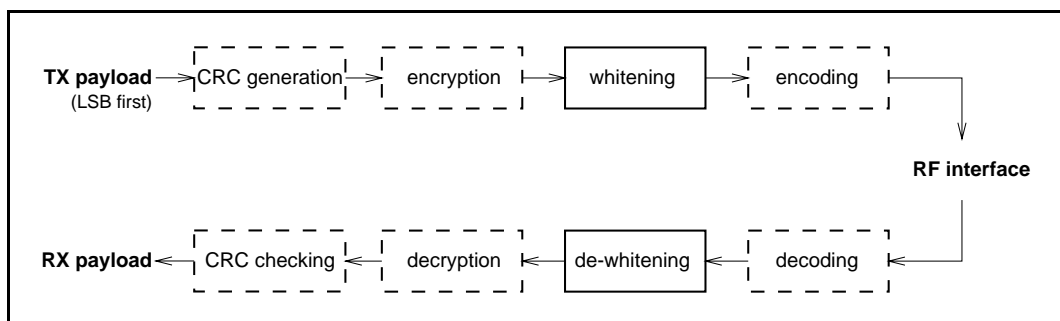 TX payload
(LSB first)
CRC generation
encryption
whitening
encoding
RF interface
RX payload
CRC checking
decryption
de-whitening
decoding